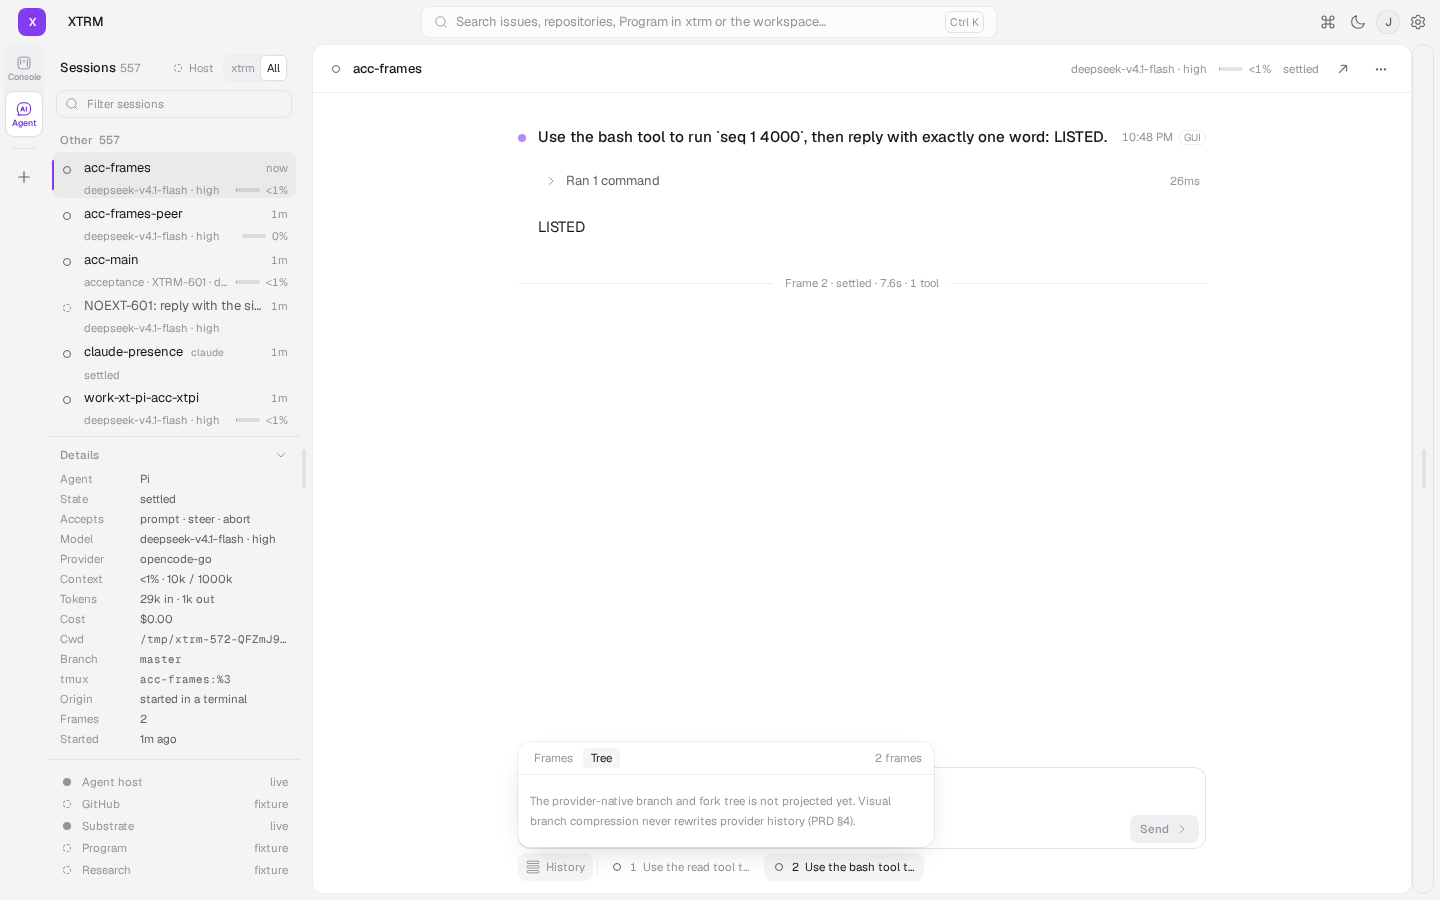 X
XTRM
Search issues, repositories, Program in xtrm or the workspace…
Ctrl K
J
Console
AI
Agent
Sessions 557
Host
xtrm
All
Filter sessions
Other 557
acc-frames now
deepseek-v4.1-flash · high <1%
acc-frames-peer 1m
deepseek-v4.1-flash · high 0%
acc-main 1m
acceptance · XTRM-601 · d… <1%
NOEXT-601: reply with the si… 1m
deepseek-v4.1-flash · high
claude-presence claude 1m
settled
work-xt-pi-acc-xtpi 1m
deepseek-v4.1-flash · high <1%
Details
Agent Pi
State settled
Accepts prompt · steer · abort
Model deepseek-v4.1-flash · high
Provider opencode-go
Context <1% · 10k / 1000k
Tokens 29k in · 1k out
Cost $0.00
Cwd /tmp/xtrm-572-QFZmJ9…
Branch master
tmux acc-frames:%3
Origin started in a terminal
Frames 2
Started 1m ago
Agent host live
GitHub fixture
Substrate live
Program fixture
Research fixture
acc-frames
deepseek-v4.1-flash · high <1% settled
Use the bash tool to run `seq 1 4000`, then reply with exactly one word: LISTED. 10:48 PM GUI
Ran 1 command 26ms
LISTED
Frame 2 · settled · 7.6s · 1 tool
Frames Tree 2 frames
The provider-native branch and fork tree is not projected yet. Visual
branch compression never rewrites provider history (PRD §4).
Send
History
1 Use the read tool t…
2 Use the bash tool t…